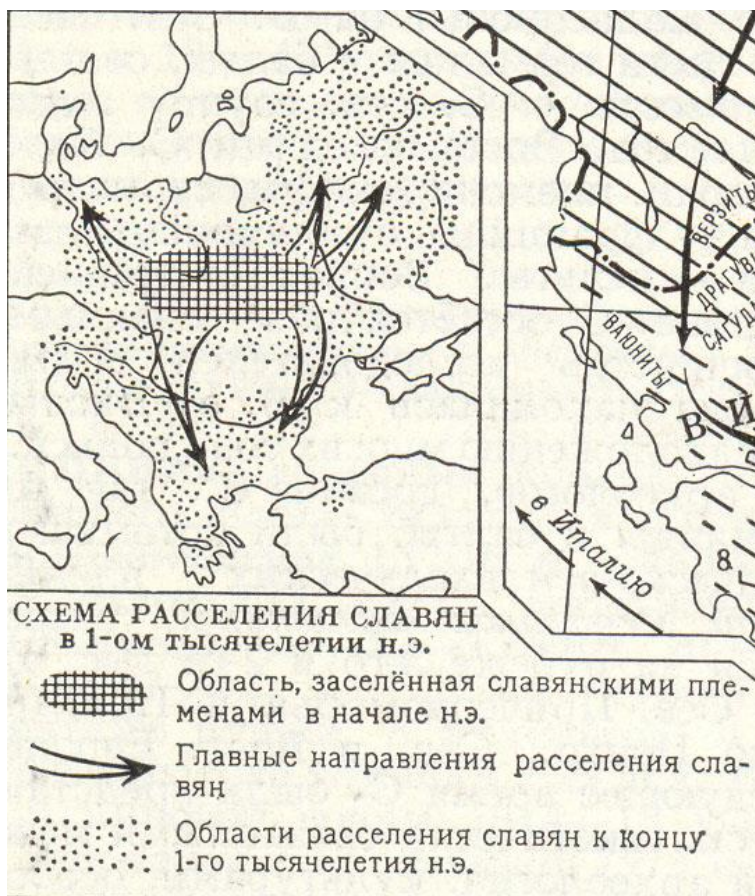 ВЕРЗИТЫ
ДРАГУВИ
САГУД
ВАЮНИТЫ
В И
в Италию
8
СХЕМА РАССЕЛЕНИЯ СЛАВЯН
в 1-ом тысячелетии н.э.
Область, заселённая славянскими пле-
менами в начале н.э.
Главные направления расселения сла-
вян
Области расселения славян к концу
1-го тысячелетия н.э.